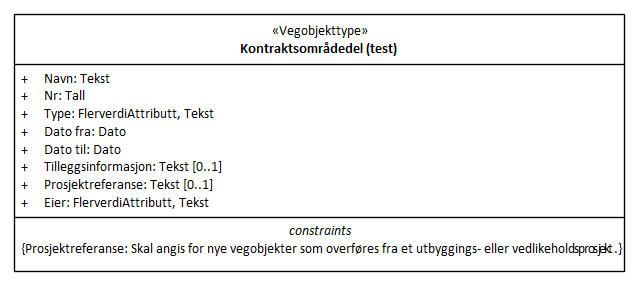 «Vegobjekttype»
Kontraktsområdedel (test)
+ Navn: Tekst
+ Nr: Tall
+ Type: FlerverdiAttributt, Tekst
+ Dato fra: Dato
+ Dato til: Dato
+ Tilleggsinformasjon: Tekst [0..1]
+ Prosjektreferanse: Tekst [0..1]
+ Eier: FlerverdiAttributt, Tekst
constraints
{Prosjektreferanse: Skal angis for nye vegobjekter som overføres fra et utbyggings- eller vedlikeholdsprosjekt.}